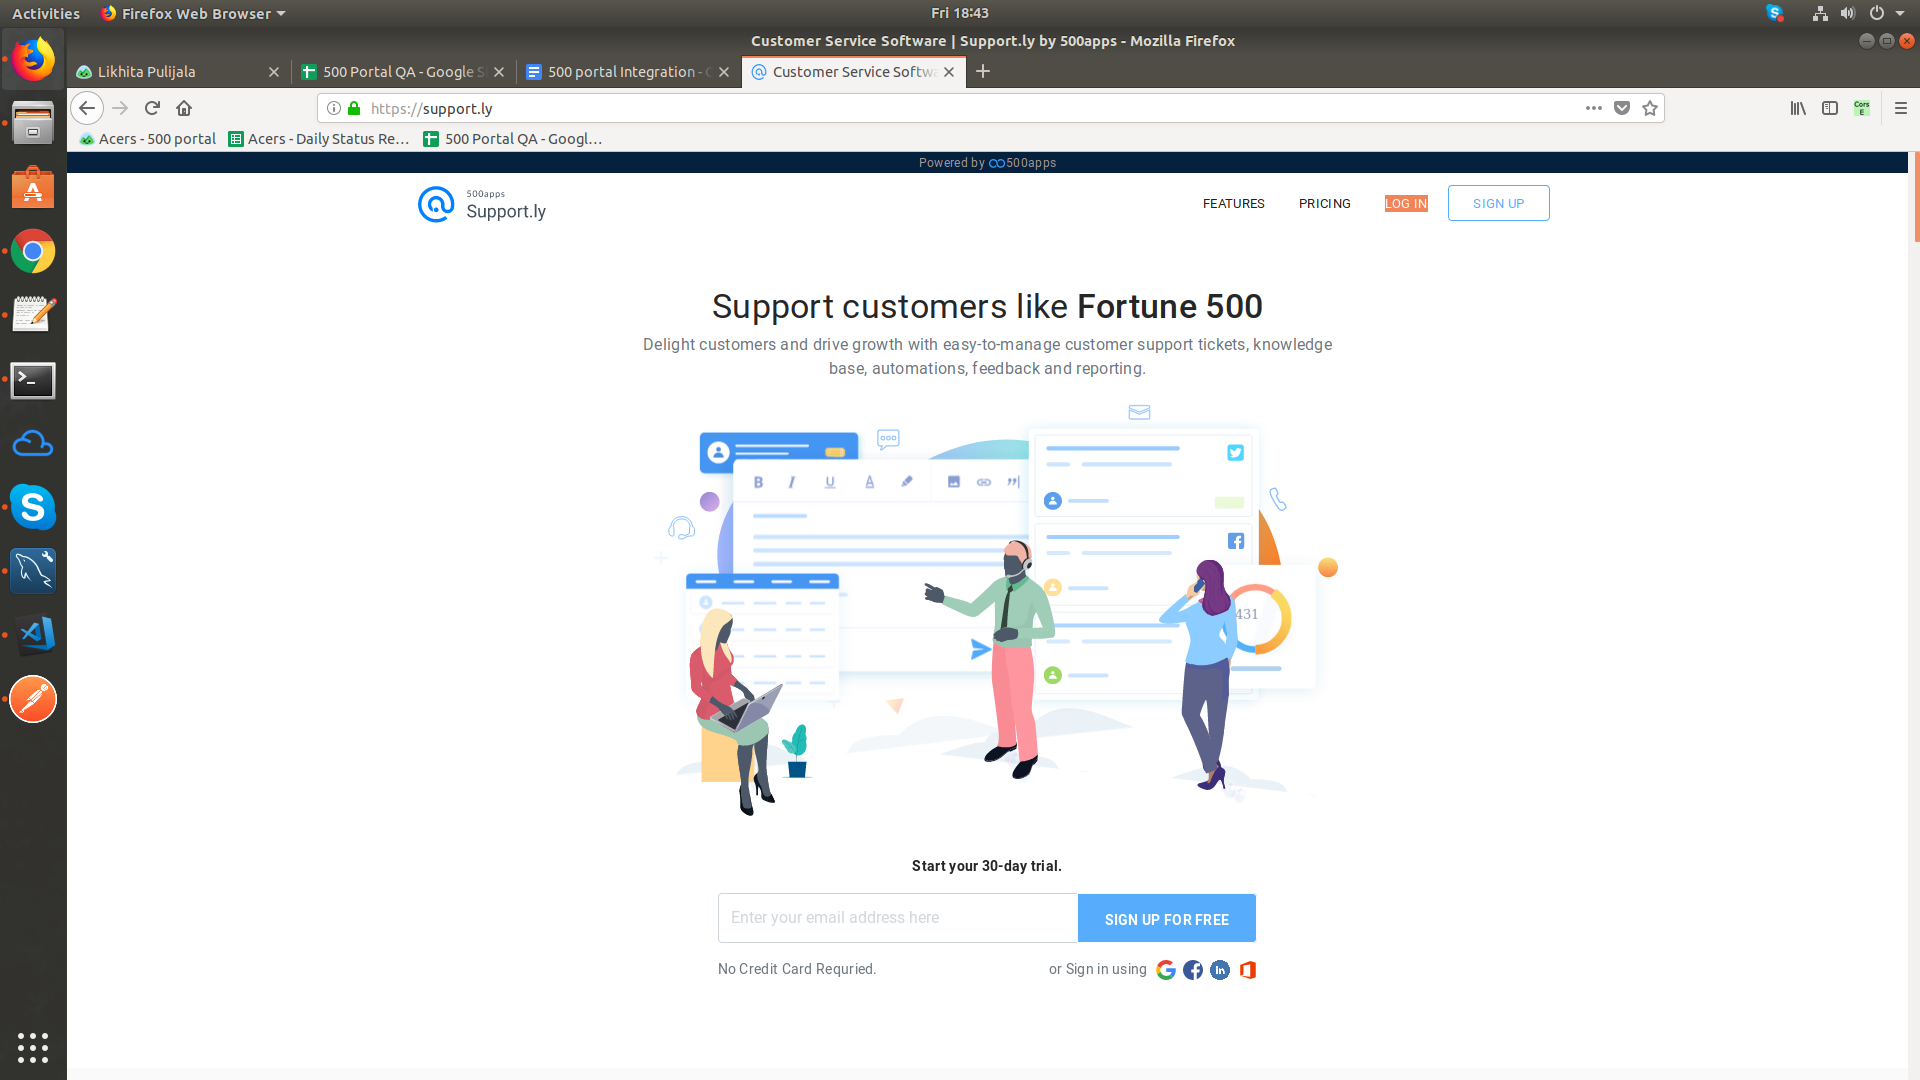 Activities
Firefox Web Browser
Fri 18:43
Customer Service Software | Support.ly by 500apps - Mozilla Firefox
Likhita Pulijala
500 Portal QA - Google S
500 portal Integration -
Customer Service Softwa
https://support.ly
Cors
E
Acers - 500 portal
Acers - Daily Status Re...
500 Portal QA - Googl...
Powered by 500apps
500apps
Support.ly
FEATURES
PRICING
LOG IN
SIGN UP
Support customers like Fortune 500
Delight customers and drive growth with easy-to-manage customer support tickets, knowledge
base, automations, feedback and reporting.
B I U A
431
Start your 30-day trial.
Enter your email address here
SIGN UP FOR FREE
No Credit Card Requried.
or Sign in using